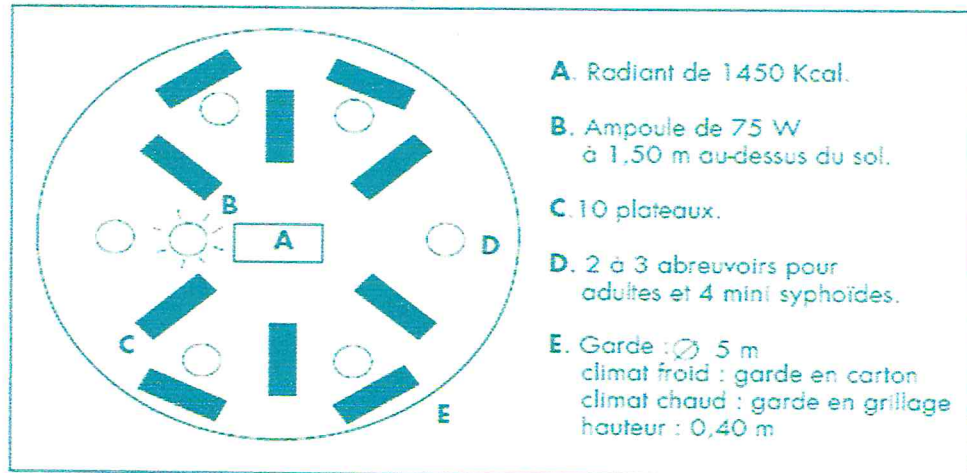 A. Radiant de 1450 Kcal.
B. Ampoule de 75 W
à 1,50 m au-dessus du sol.
C. 10 plateaux.
D. 2 à 3 abreuvoirs pour
adultes et 4 mini syphoïdes.
E. Garde : ∅ 5 m
climat froid : garde en carton
climat chaud : garde en grillage
hauteur : 0,40 m
B
A
D
C
E